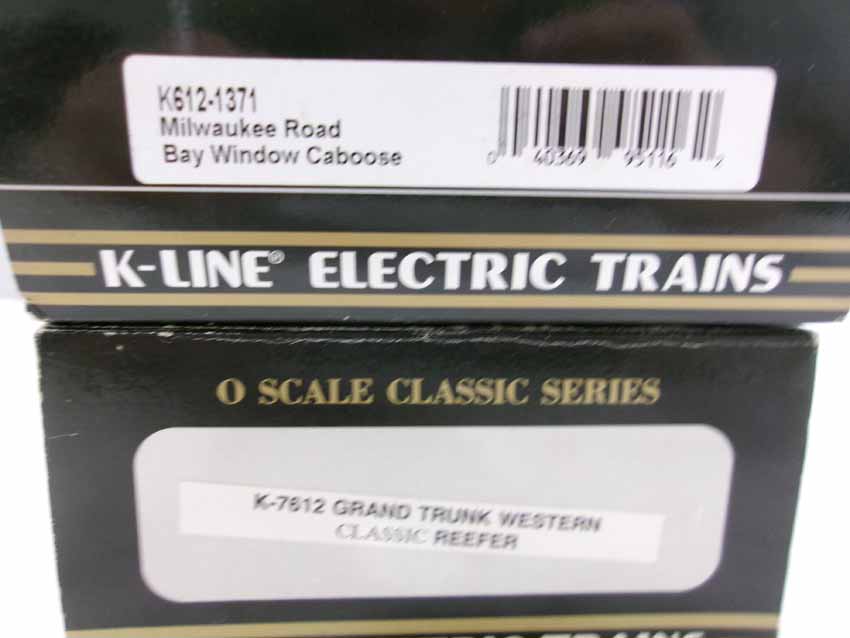 K612-1371
Milwaukee Road
Bay Window Caboose
0 40369 95116 2
K-LINE® ELECTRIC TRAINS
O SCALE CLASSIC SERIES
K-7612 GRAND TRUNK WESTERN
CLASSIC REEFER
TRAINS